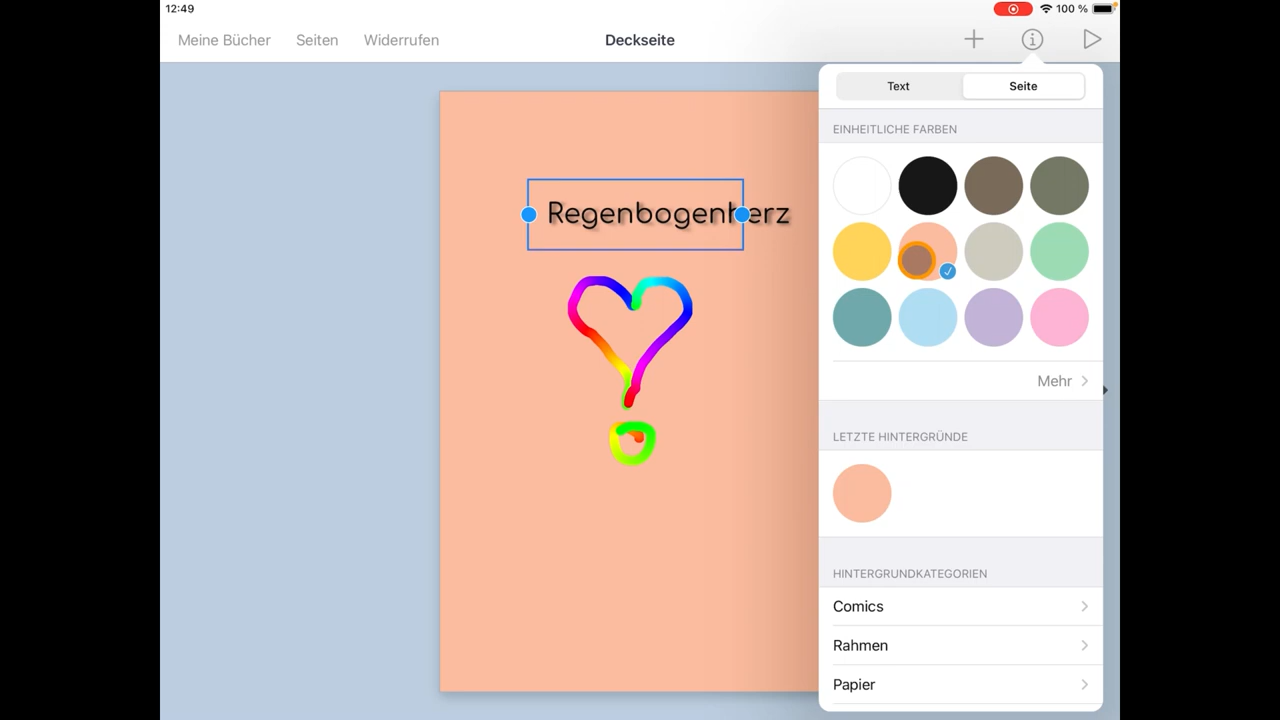 12:49
100 %
Meine Bücher Seiten Widerrufen Deckseite
Text Seite
EINHEITLICHE FARBEN
Regenbogenherz
Mehr
LETZTE HINTERGRÜNDE
HINTERGRUNDKATEGORIEN
Comics
Rahmen
Papier